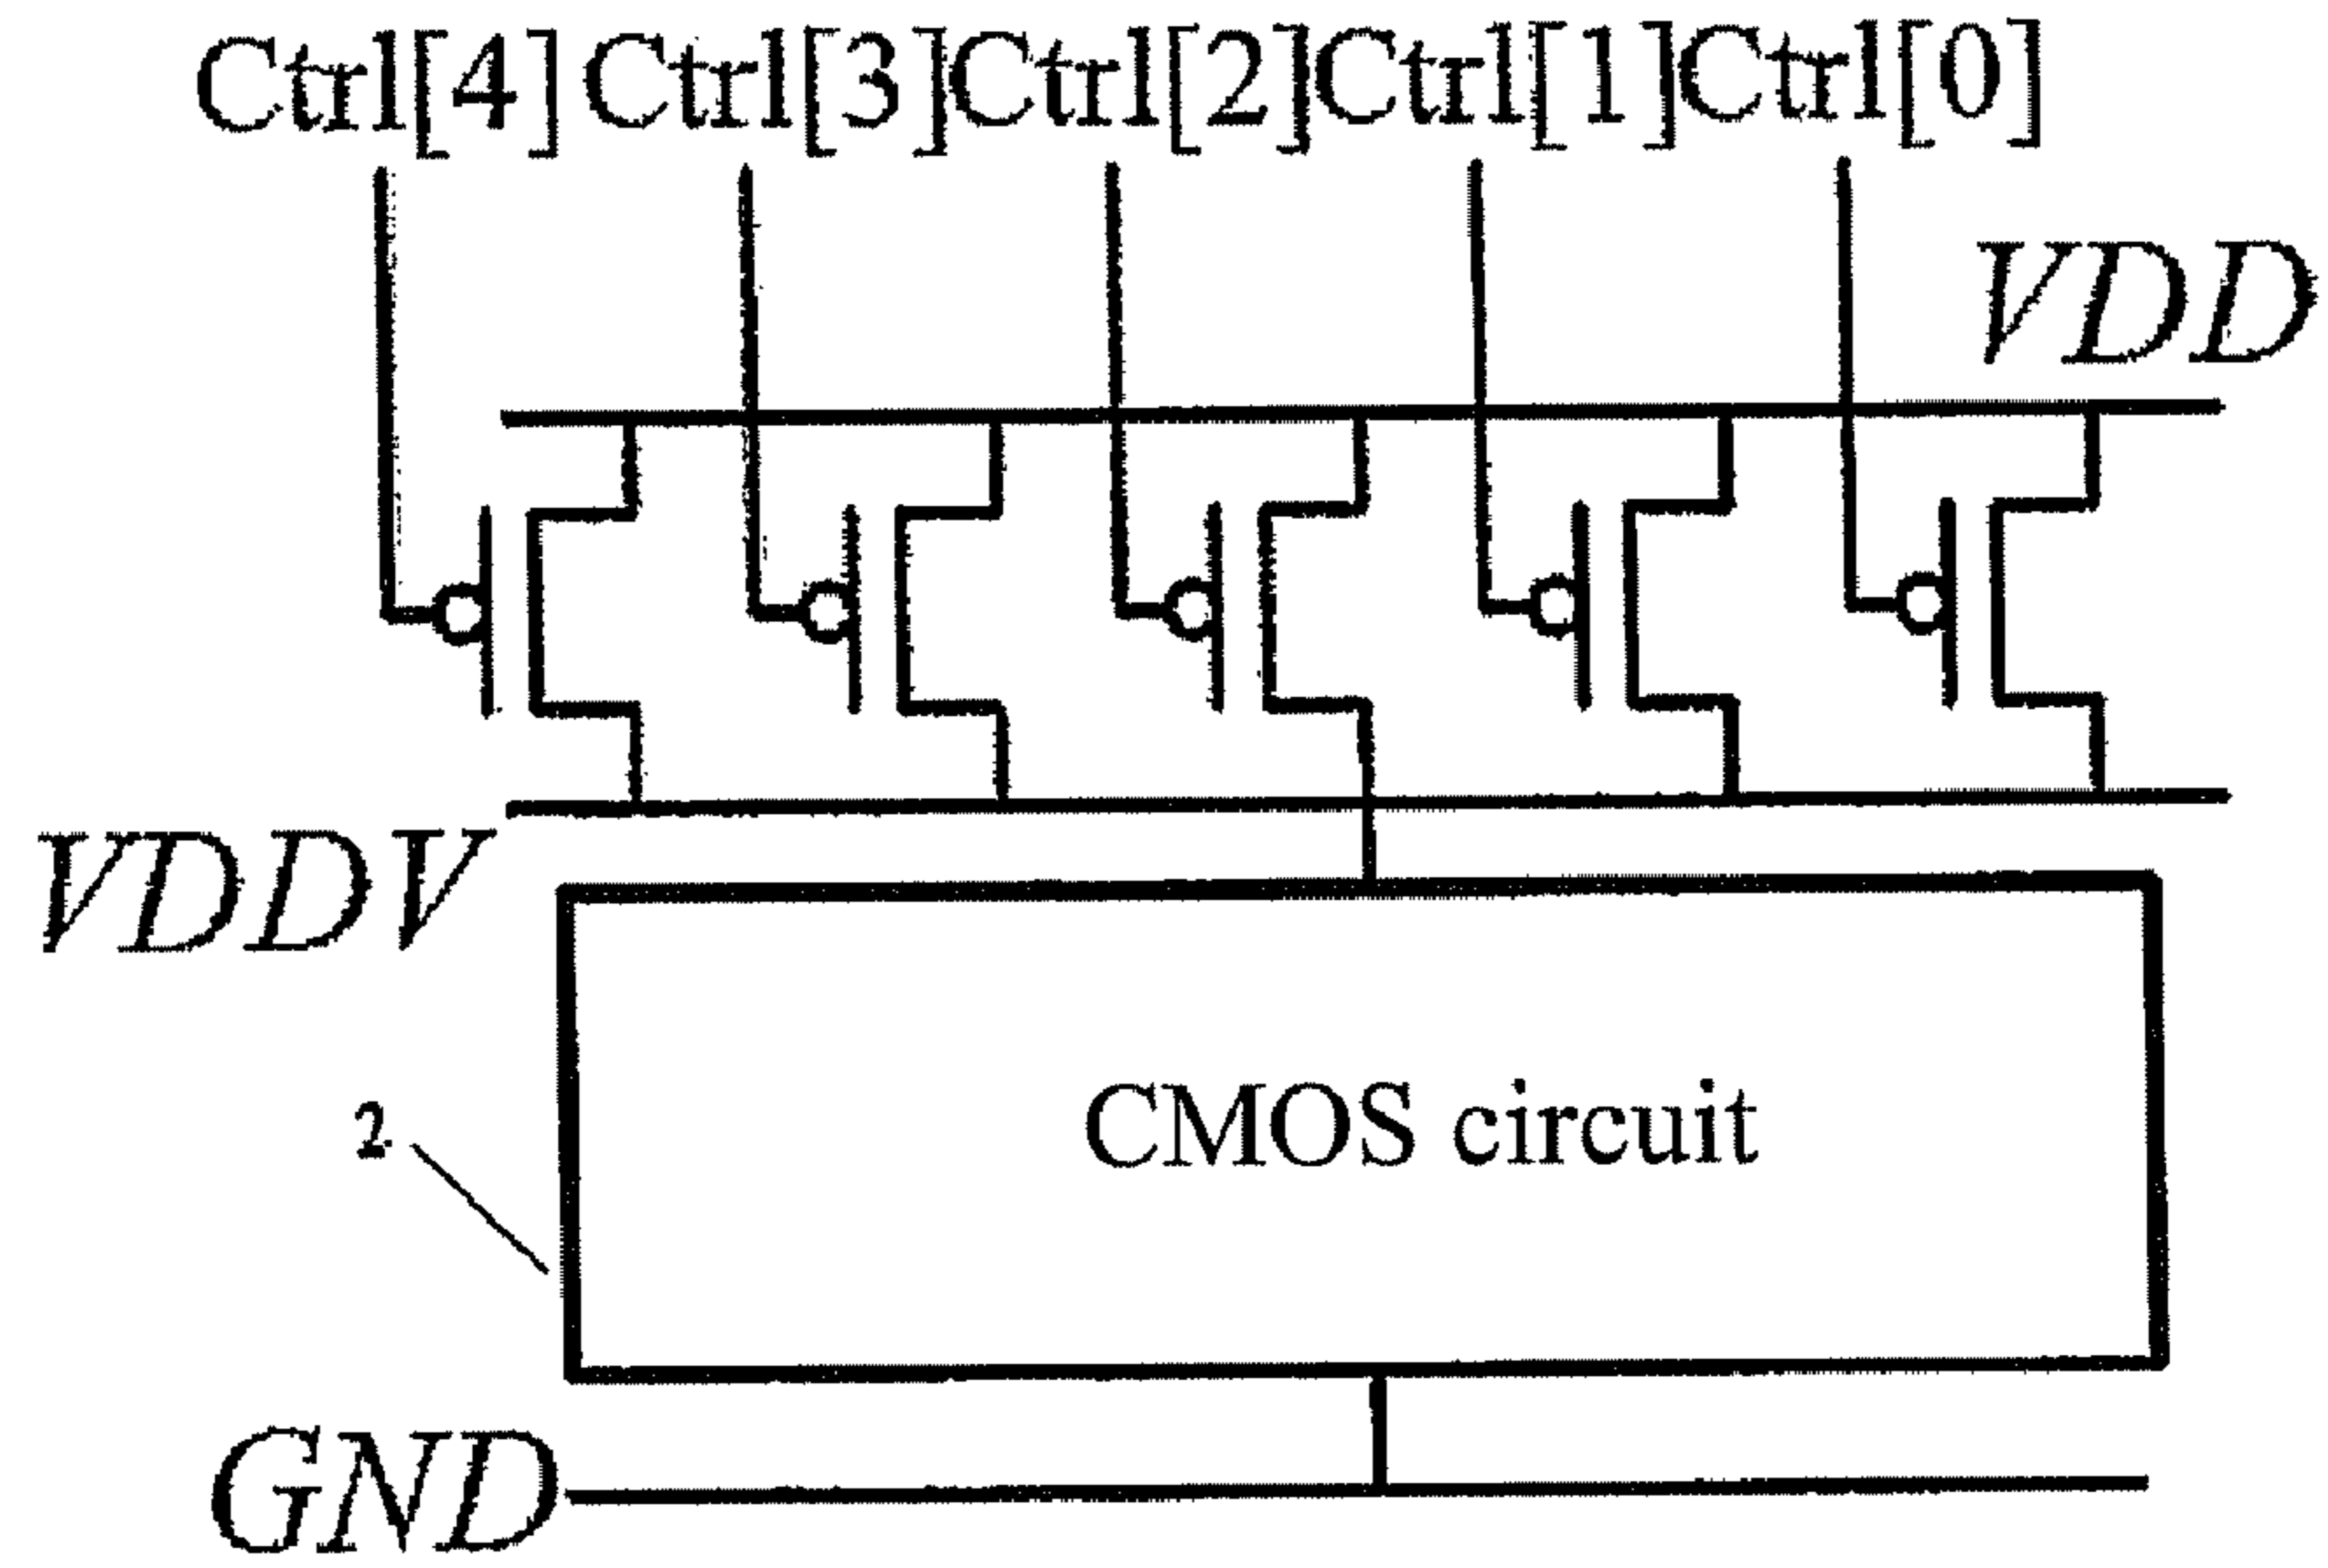 Ctrl[4] Ctrl[3] Ctrl[2] Ctrl[1] Ctrl[0]
VDD
VDDV
2
CMOS circuit
GND